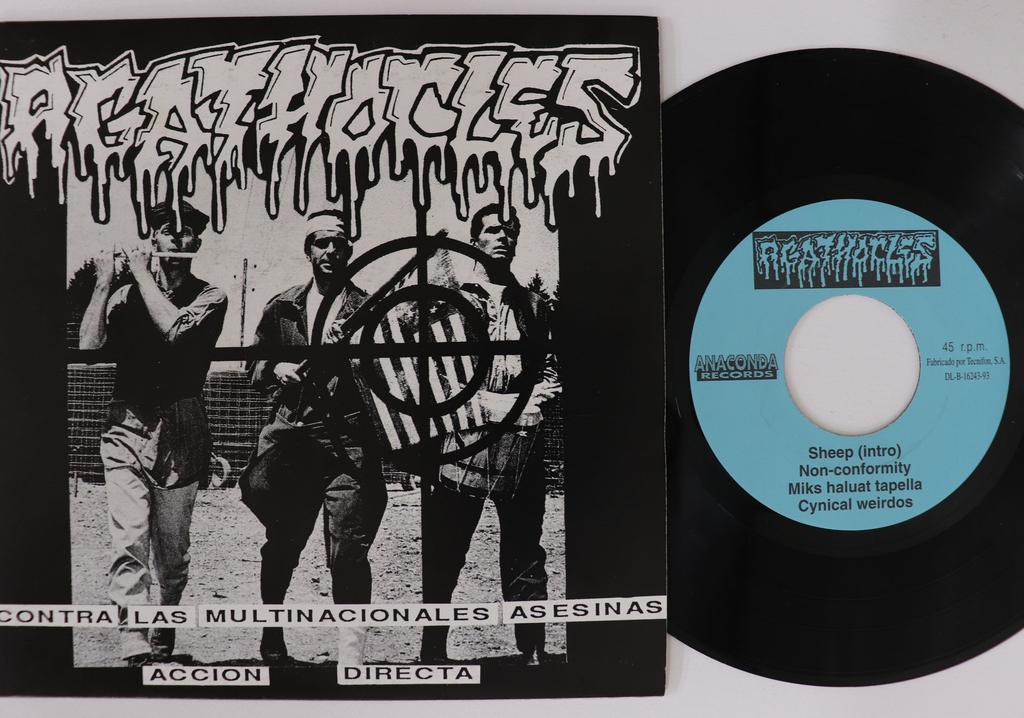 AGATHOCLES
CONTRA LAS MULTINACIONALES ASESINAS
ACCION DIRECTA
AGATHOCLES
ANACONDA
RECORDS
45 r.p.m.
Fabricado por Tecnifon, S.A.
DL-B-16243-93
Sheep (intro)
Non-conformity
Miks haluat tapella
Cynical weirdos